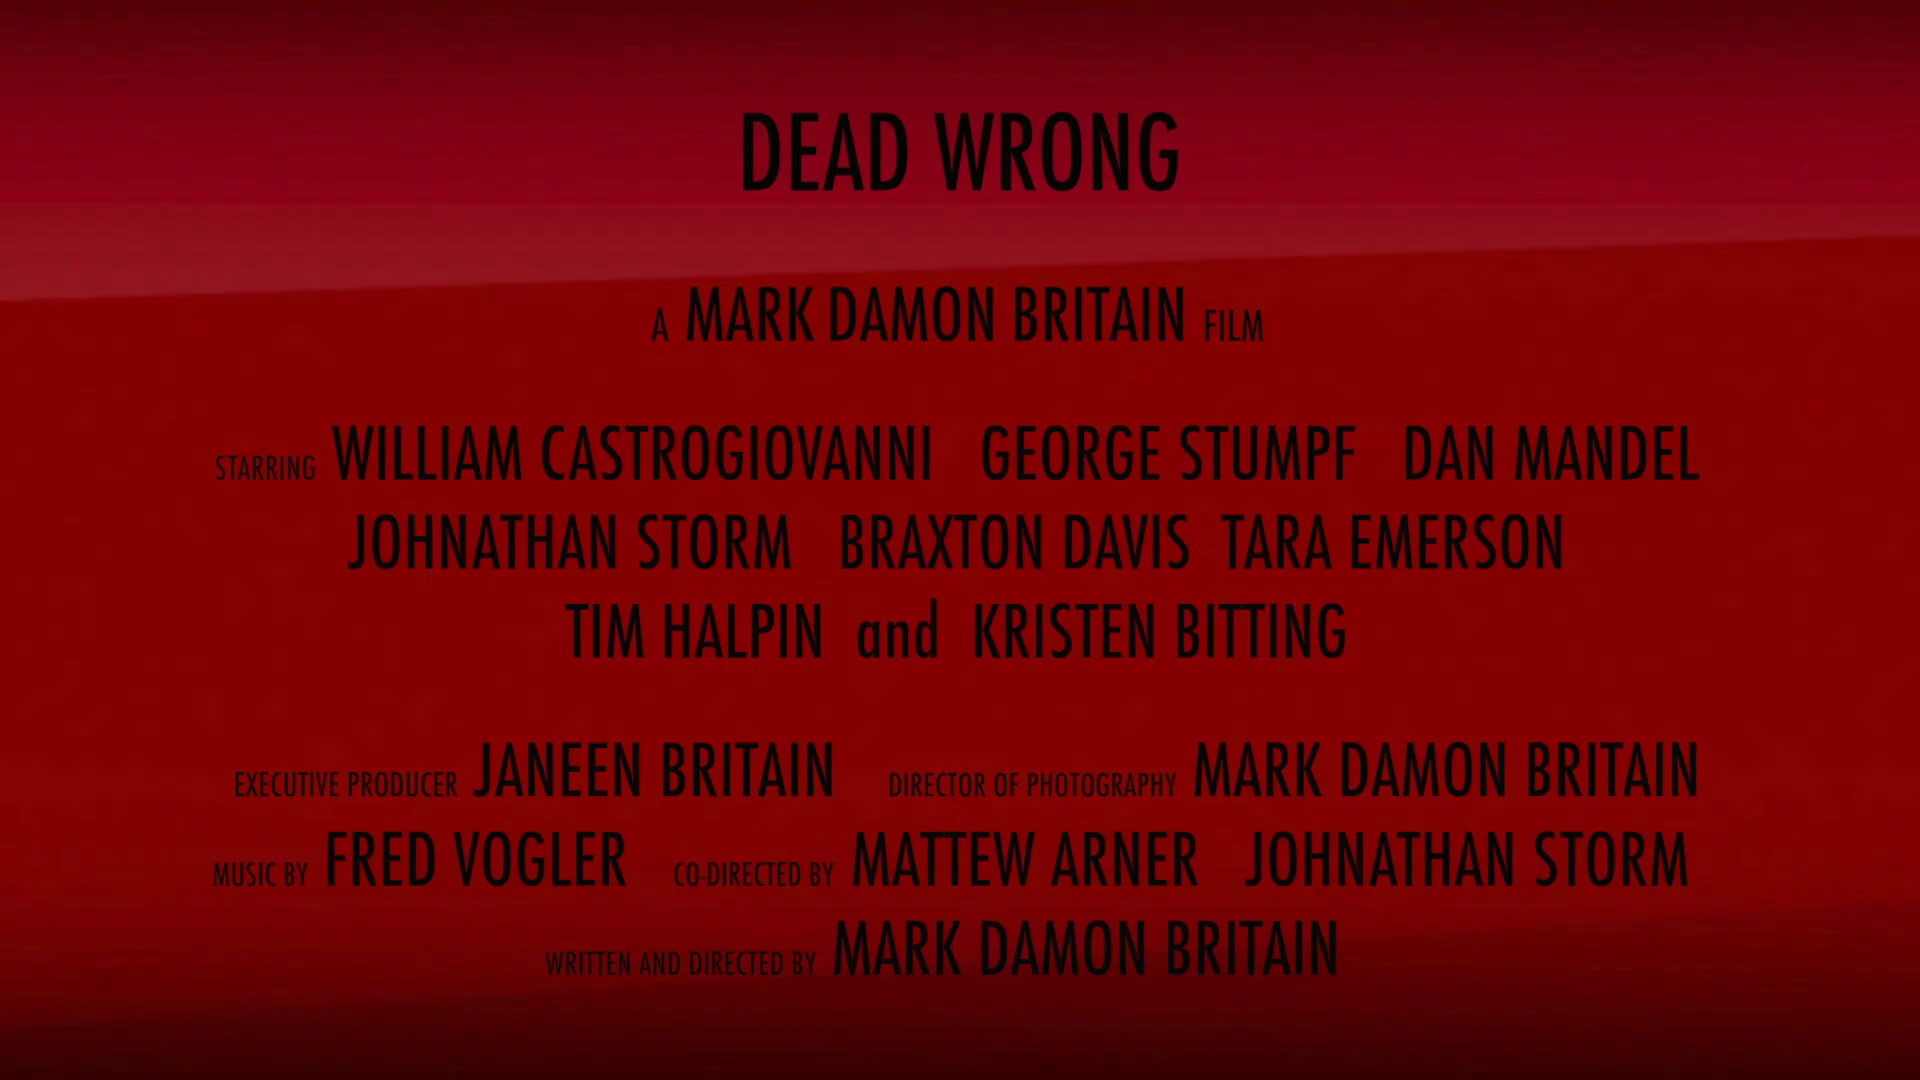 DEAD WRONG
A MARK DAMON BRITAIN FILM
STARRING WILLIAM CASTROGIOVANNI GEORGE STUMPF DAN MANDEL
JOHNATHAN STORM BRAXTON DAVIS TARA EMERSON
TIM HALPIN and KRISTEN BITTING
EXECUTIVE PRODUCER JANEEN BRITAIN DIRECTOR OF PHOTOGRAPHY MARK DAMON BRITAIN
MUSIC BY FRED VOGLER CO-DIRECTED BY MATTEW ARNER JOHNATHAN STORM
WRITTEN AND DIRECTED BY MARK DAMON BRITAIN